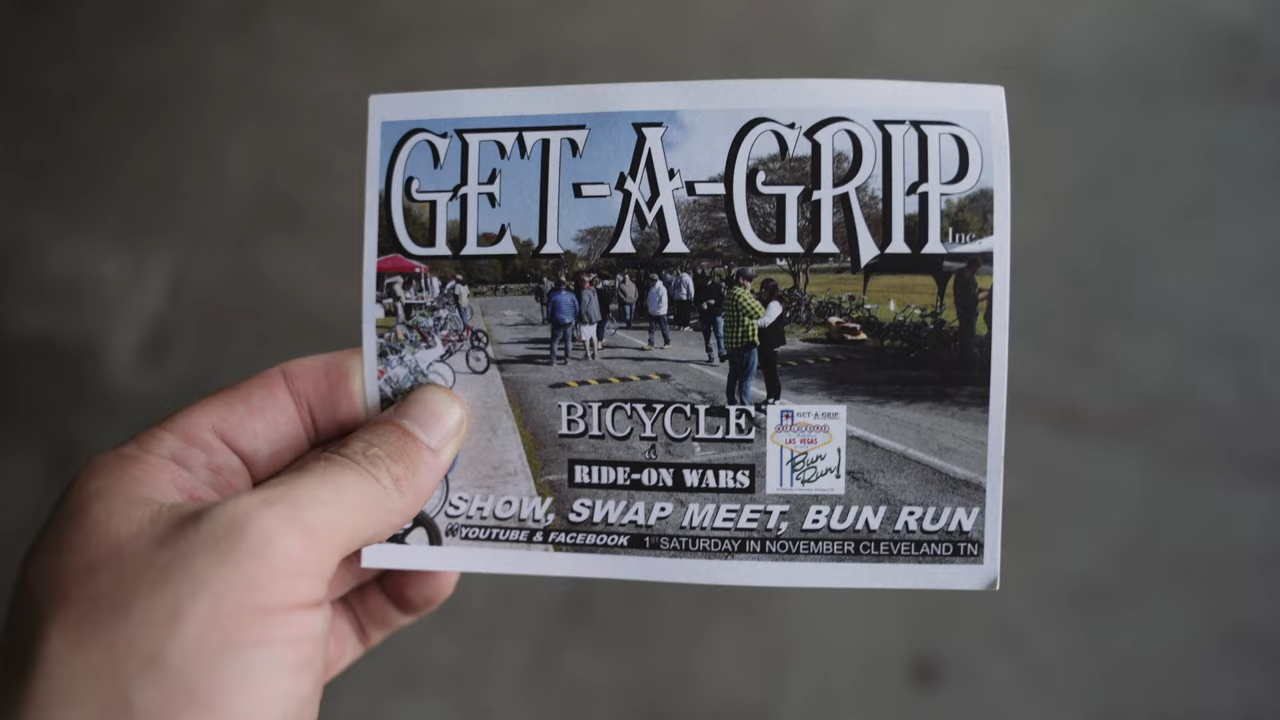 GET-A-GRIP
Inc.
BICYCLE
&
RIDE-ON WARS
GET-A-GRIP
LAS VEGAS
Bun
Run!
SHOW, SWAP MEET, BUN RUN
YOUTUBE & FACEBOOK 1ST SATURDAY IN NOVEMBER CLEVELAND TN